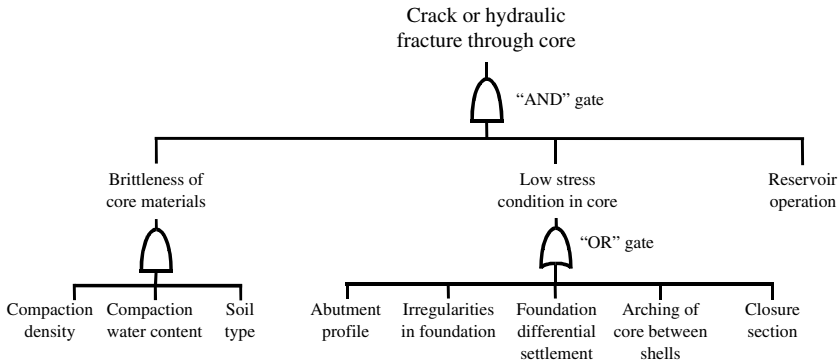 Crack or hydraulic
fracture through core
“AND” gate
Brittleness of
core materials
Low stress
condition in core
Reservoir
operation
“OR” gate
Compaction
density
Compaction
water content
Soil
type
Abutment
profile
Irregularities
in foundation
Foundation
differential
settlement
Arching of
core between
shells
Closure
section